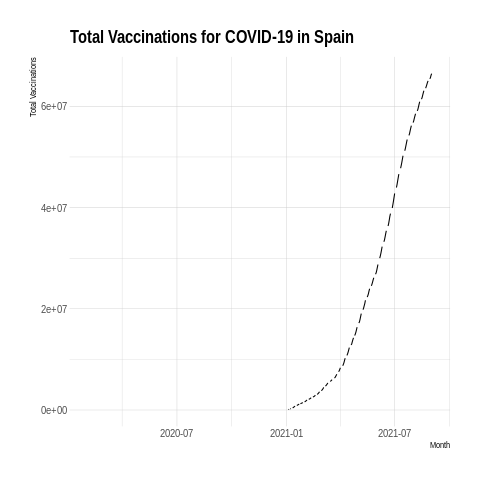 Total Vaccinations for COVID-19 in Spain
Total Vaccinations
6e+07
4e+07
2e+07
0e+00
2020-07
2021-01
2021-07
Month